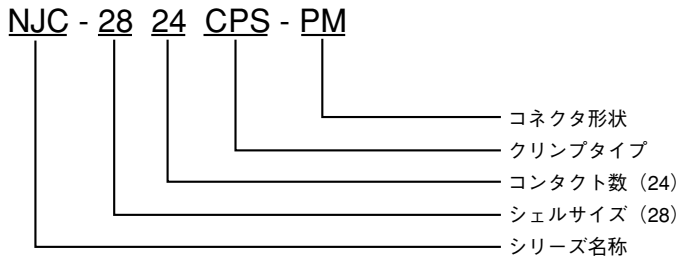 NJC - 28 24 CPS - PM
コネクタ形状
クリンプタイプ
コンタクト数（24）
シェルサイズ（28）
シリーズ名称